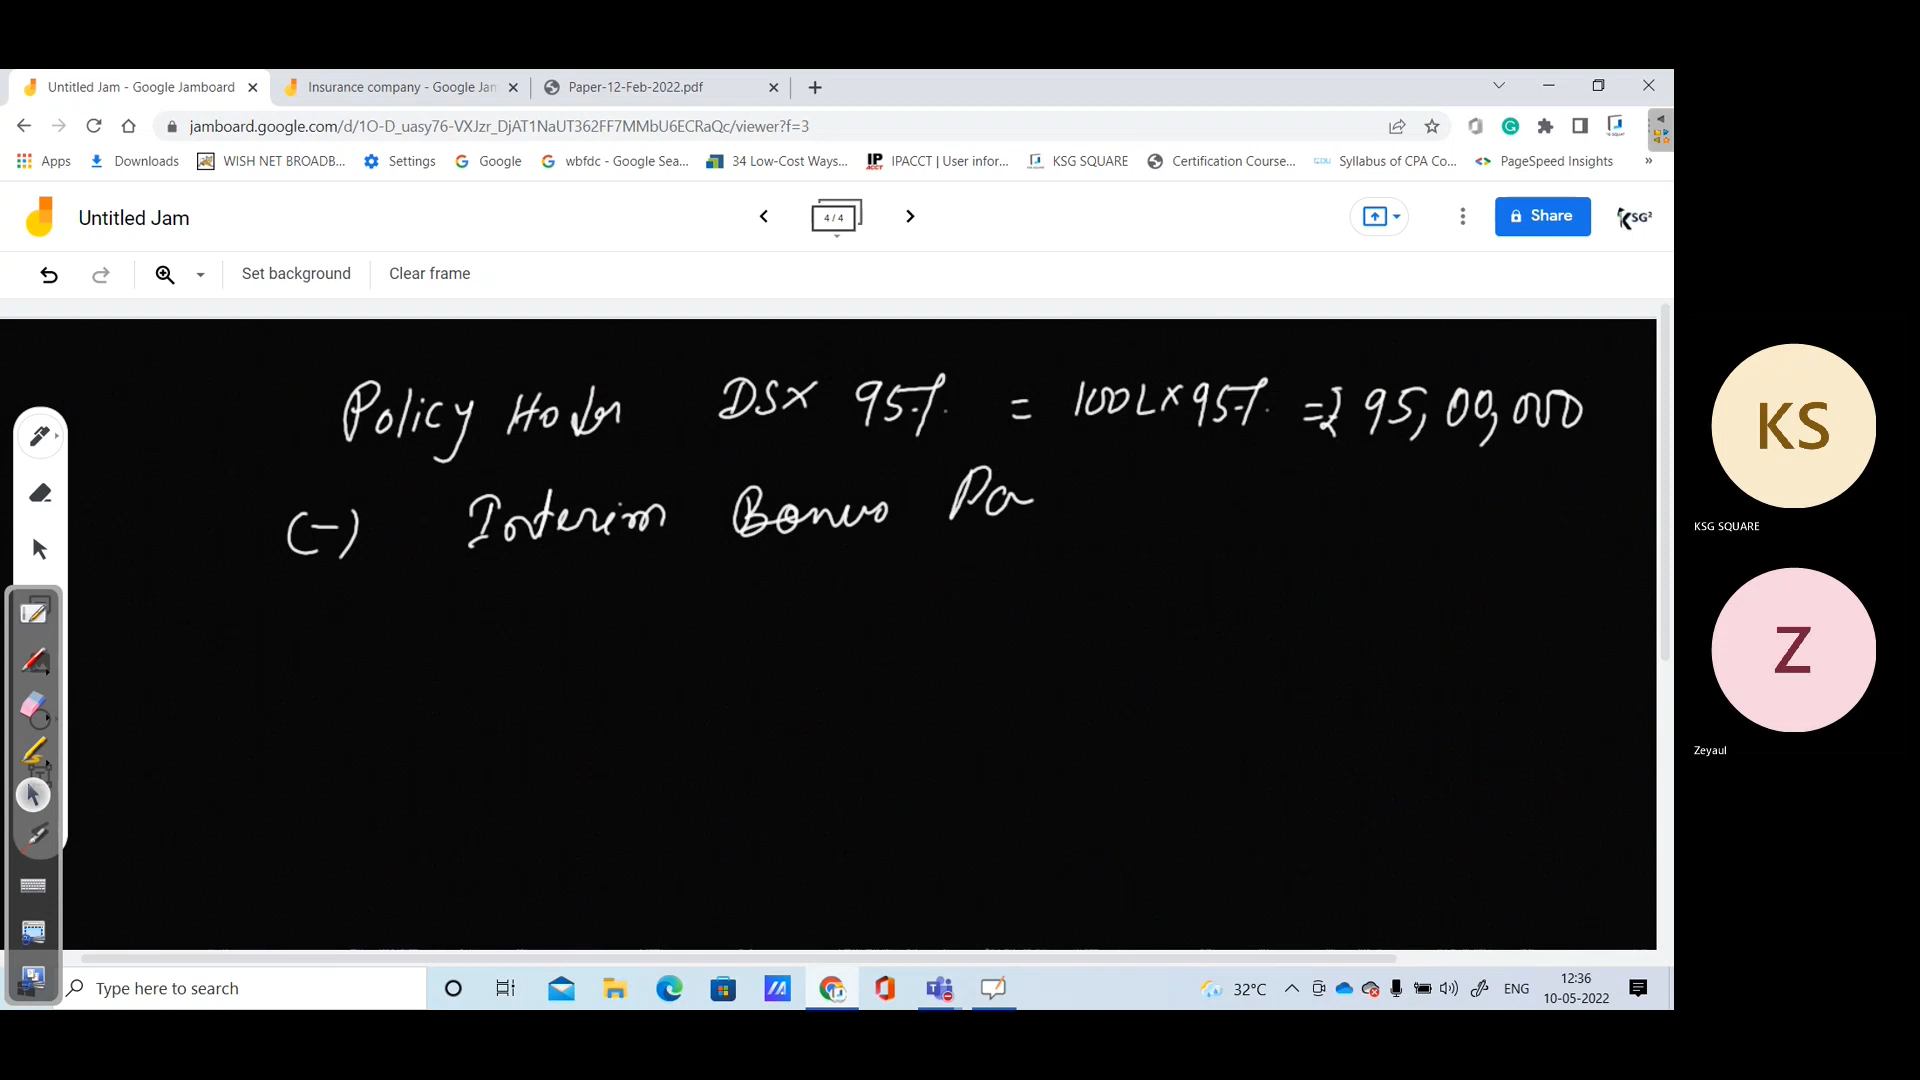 Untitled Jam - Google Jamboard
Insurance company - Google Jan
Paper-12-Feb-2022.pdf
jamboard.google.com/d/1O-D_uasy76-VXJzr_DjAT1NaUT362FF7MMbU6ECRaQc/viewer?f=3
Apps Downloads WISH NET BROADB... Settings Google wbfdc - Google Sea... 34 Low-Cost Ways... IPACCT | User infor... KSG SQUARE Certification Course... Syllabus of CPA Co... PageSpeed Insights »
Untitled Jam
4 / 4
Share
KSG²
Set background Clear frame
Policy Holder DS× 95% = 100L×95% =₹ 95,00,000
(-) Interim Bonus Pa
KS
KSG SQUARE
Z
Zeyaul
Type here to search
32°C
ENG
12:36
10-05-2022